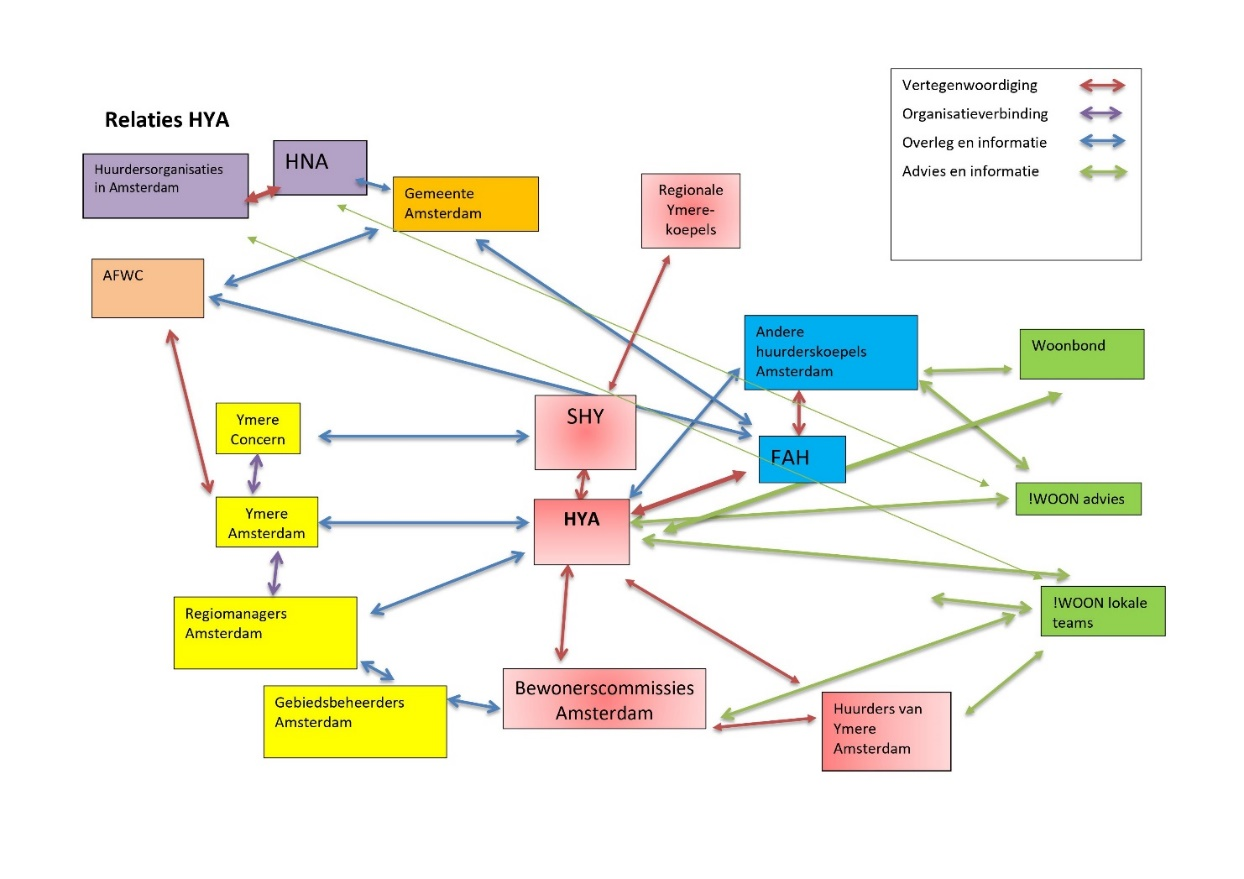 Relaties HYA
Vertegenwoordiging
Organisatieverbinding
Overleg en informatie
Advies en informatie
Huurdersorganisaties
in Amsterdam
HNA
Gemeente
Amsterdam
Regionale
Ymere-
koepels
AFWC
Andere
huurderskoepels
Amsterdam
Woonbond
Ymere
Concern
SHY
FAH
Ymere
Amsterdam
HYA
!WOON advies
Regiomanagers
Amsterdam
!WOON lokale
teams
Gebiedsbeheerders
Amsterdam
Bewonerscommissies
Amsterdam
Huurders van
Ymere
Amsterdam